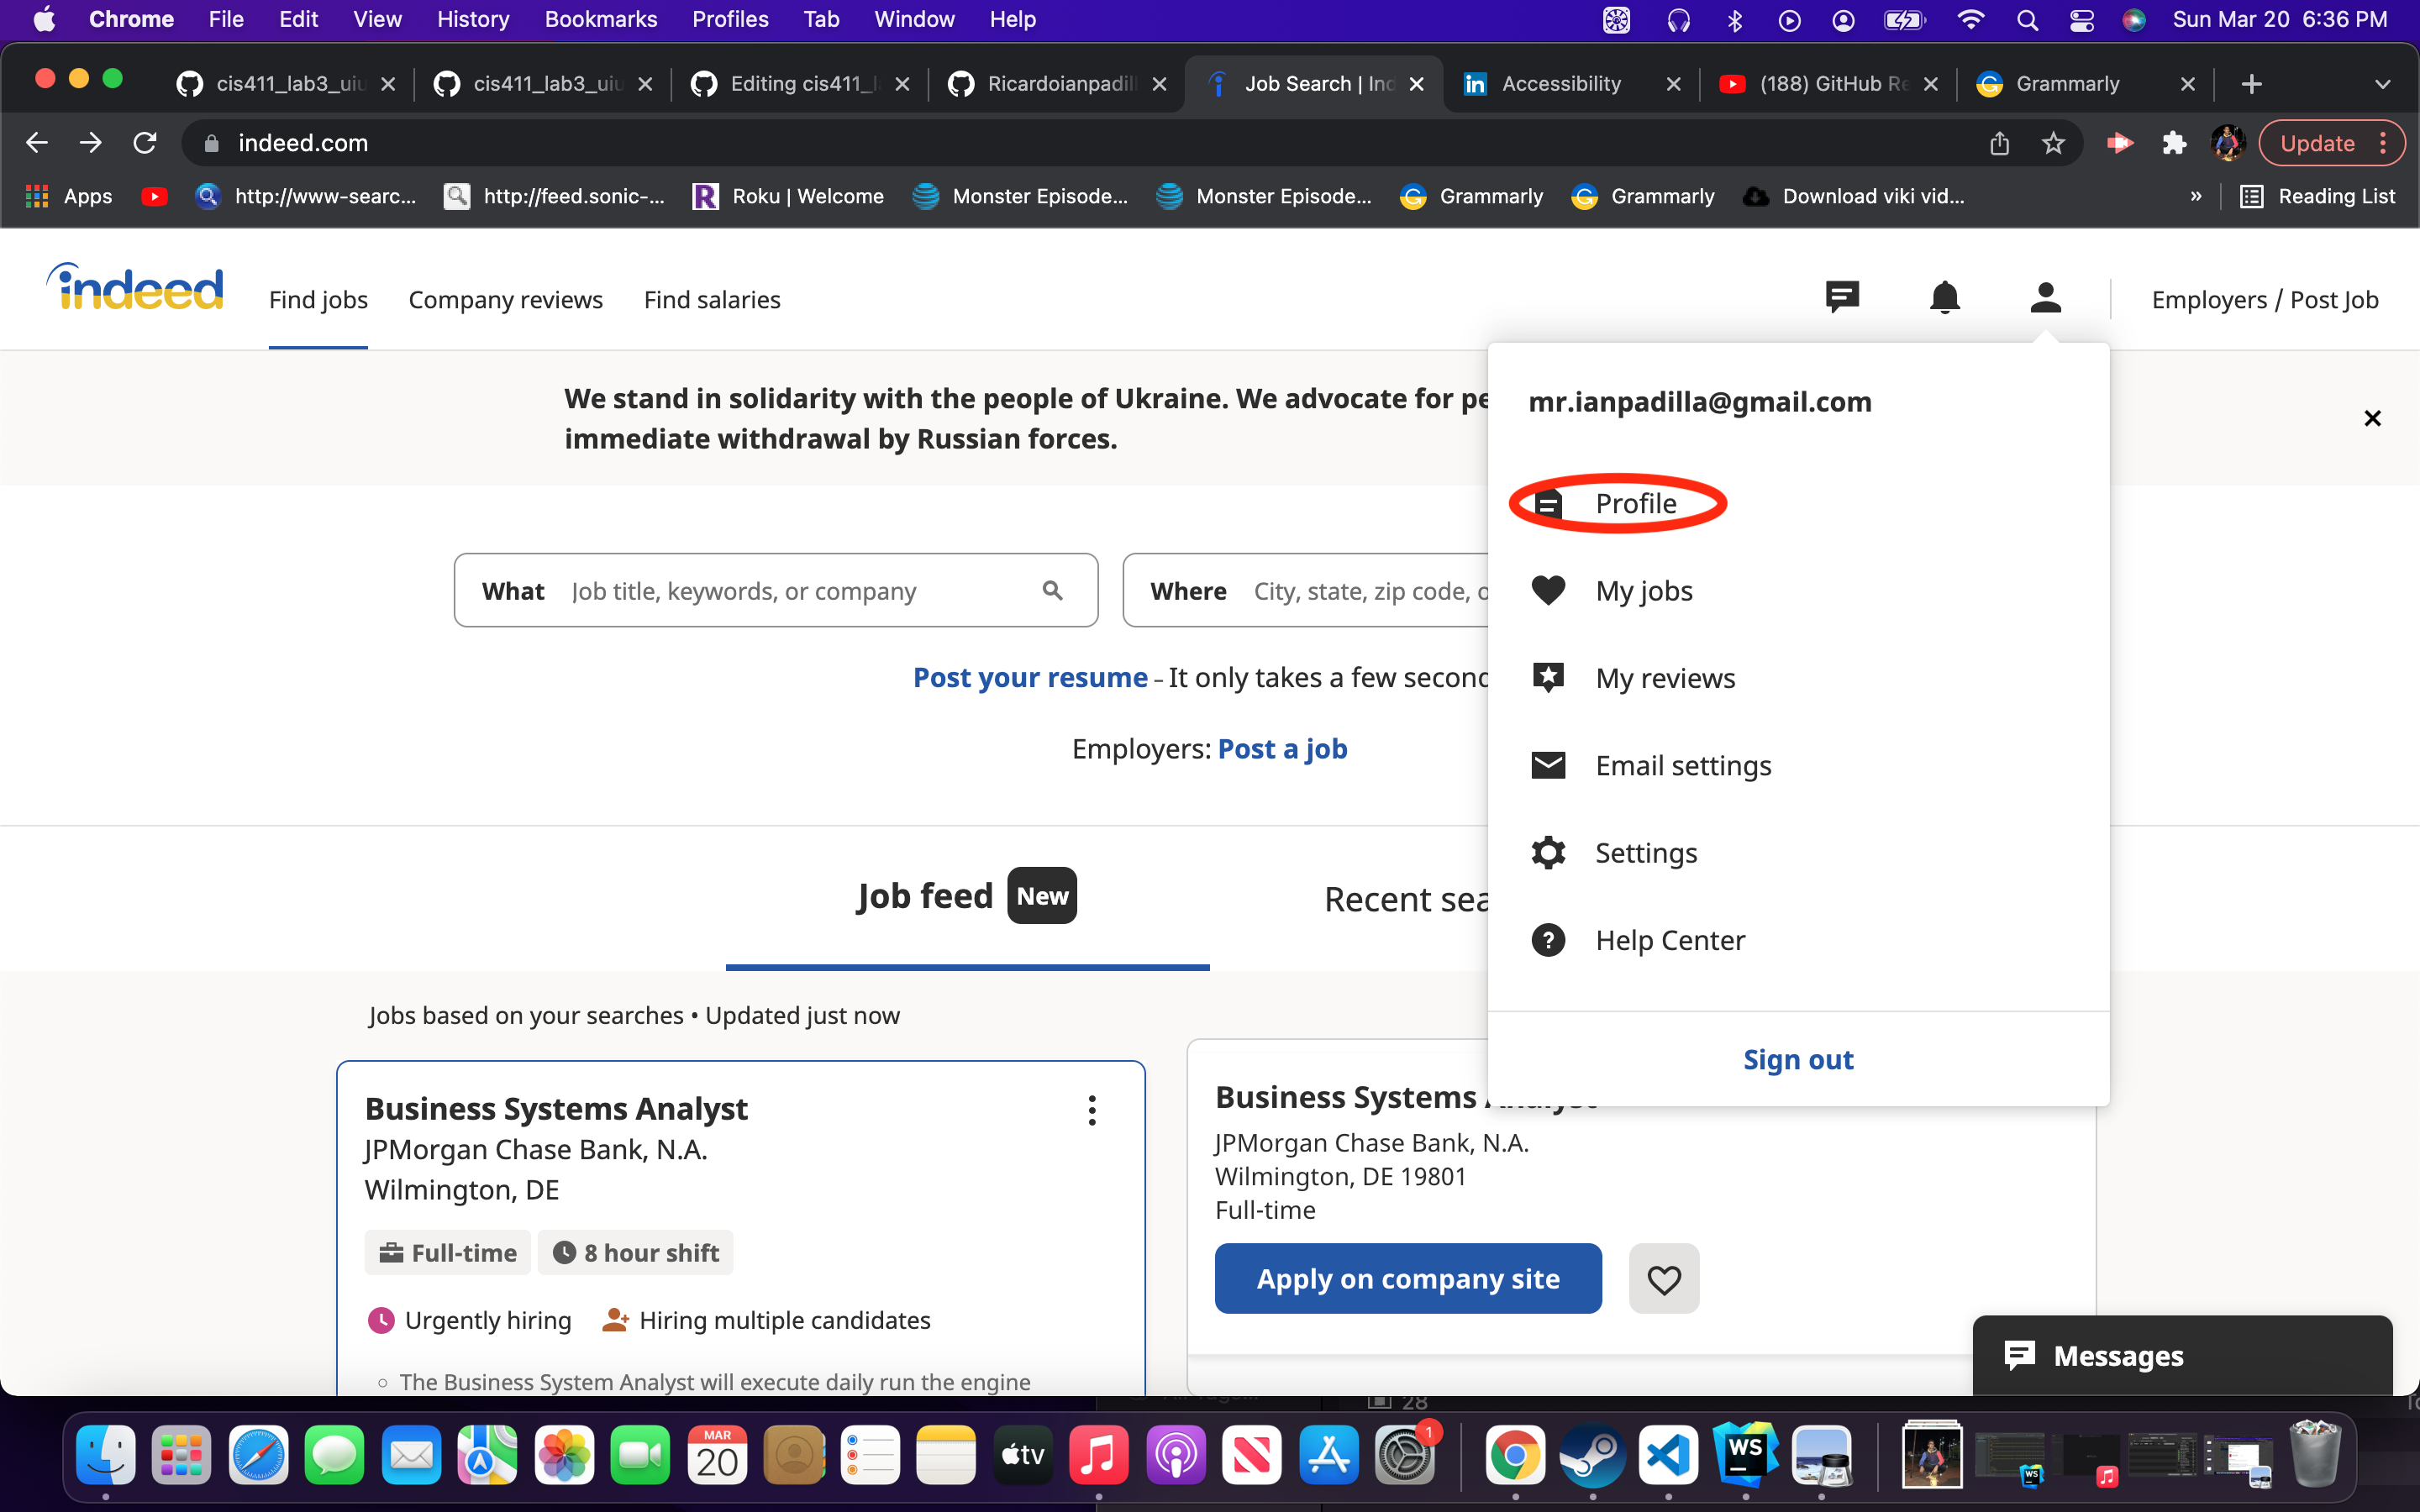 Chrome File Edit View History Bookmarks Profiles Tab Window Help Sun Mar 20 6:36 PM
cis411_lab3_uiu cis411_lab3_uiu Editing cis411_l Ricardoianpadill Job Search | Ind in Accessibility (188) GitHub Re Grammarly
indeed.com Update
Apps http://www-searc... http://feed.sonic-... R Roku | Welcome Monster Episode... Monster Episode... Grammarly Grammarly Download viki vid... » Reading List
indeed Find jobs Company reviews Find salaries Employers / Post Job
We stand in solidarity with the people of Ukraine. We advocate for pe
immediate withdrawal by Russian forces.
mr.ianpadilla@gmail.com
Profile
My jobs
My reviews
Email settings
Settings
Help Center
Sign out
What Job title, keywords, or company
Where City, state, zip code, o
Post your resume - It only takes a few second
Employers: Post a job
Job feed New
Recent sea
Jobs based on your searches • Updated just now
Business Systems Analyst
JPMorgan Chase Bank, N.A.
Wilmington, DE
Full-time 8 hour shift
Urgently hiring Hiring multiple candidates
The Business System Analyst will execute daily run the engine
Business Systems Analyst
JPMorgan Chase Bank, N.A.
Wilmington, DE 19801
Full-time
Apply on company site
Messages
28
MAR
20
tv
1
WS
WS